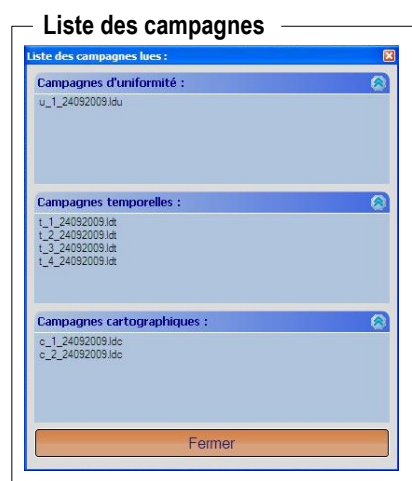 Liste des campagnes
Liste des campagnes lues :
Campagnes d'uniformité :
u_1_24092009.ldu
Campagnes temporelles :
t_1_24092009.ldt
t_2_24092009.ldt
t_3_24092009.ldt
t_4_24092009.ldt
Campagnes cartographiques :
c_1_24092009.ldc
c_2_24092009.ldc
Fermer